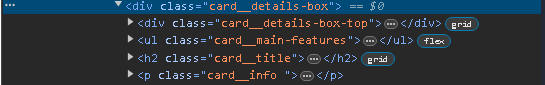 ··· ▼<div class="card__details-box"> == $0
▶<div class="card__details-box-top">···</div> grid
▶<ul class="card__main-features">···</ul> flex
▶<h2 class="card__title">···</h2> grid
▶<p class="card__info ">···</p>